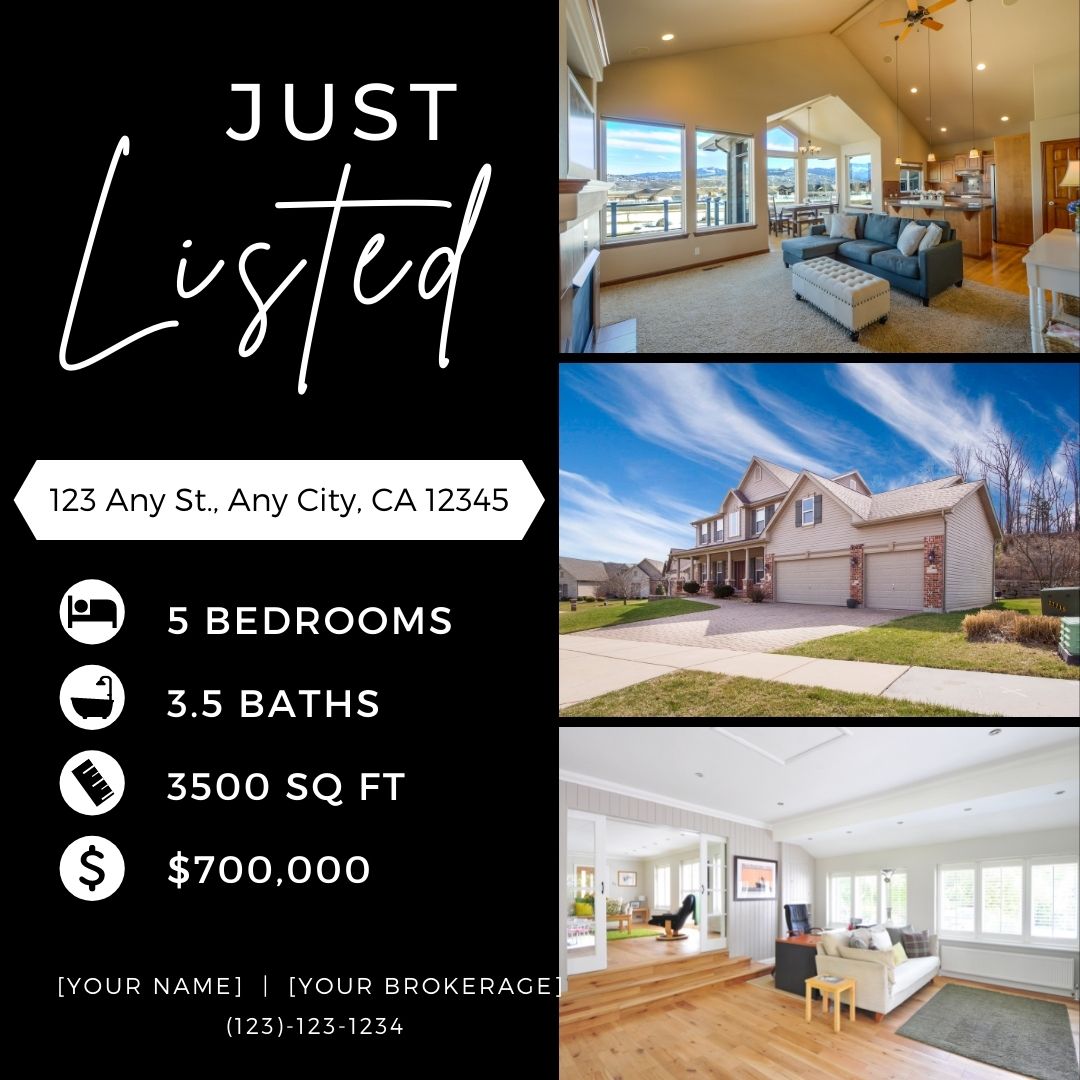 JUST
Listed
123 Any St., Any City, CA 12345
5 BEDROOMS
3.5 BATHS
3500 SQ FT
$700,000
[YOUR NAME] | [YOUR BROKERAGE]
(123)-123-1234